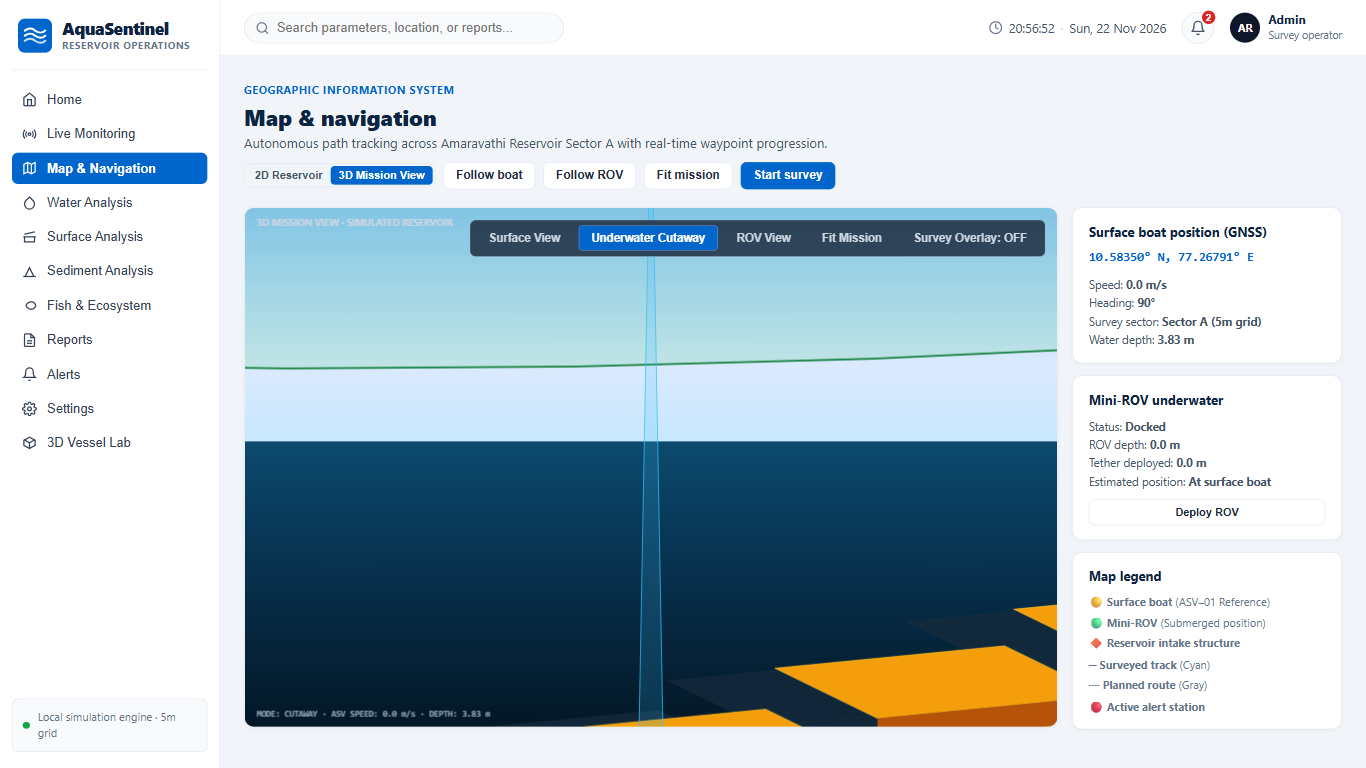 AquaSentinel
RESERVOIR OPERATIONS
Search parameters, location, or reports...
20:56:52 · Sun, 22 Nov 2026
2
AR
Admin
Survey operator
Home
Live Monitoring
Map & Navigation
Water Analysis
Surface Analysis
Sediment Analysis
Fish & Ecosystem
Reports
Alerts
Settings
3D Vessel Lab
Local simulation engine · 5m
grid
GEOGRAPHIC INFORMATION SYSTEM
Map & navigation
Autonomous path tracking across Amaravathi Reservoir Sector A with real-time waypoint progression.
2D Reservoir 3D Mission View Follow boat Follow ROV Fit mission Start survey
3D MISSION VIEW · SIMULATED RESERVOIR
Surface View Underwater Cutaway ROV View Fit Mission Survey Overlay: OFF
MODE: CUTAWAY · ASV SPEED: 0.0 m/s · DEPTH: 3.83 m
Surface boat position (GNSS)
10.58350° N, 77.26791° E
Speed: 0.0 m/s
Heading: 90°
Survey sector: Sector A (5m grid)
Water depth: 3.83 m
Mini-ROV underwater
Status: Docked
ROV depth: 0.0 m
Tether deployed: 0.0 m
Estimated position: At surface boat
Deploy ROV
Map legend
Surface boat (ASV-01 Reference)
Mini-ROV (Submerged position)
Reservoir intake structure
Surveyed track (Cyan)
Planned route (Gray)
Active alert station